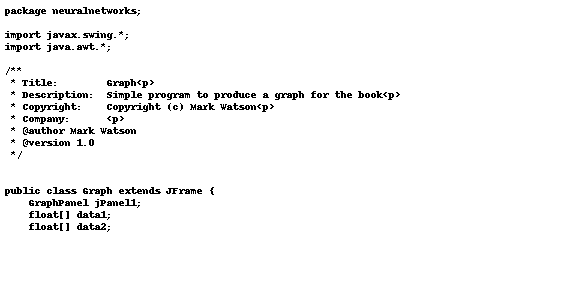 package neuralnetworks;

import javax.swing.*;
import java.awt.*;

/**
 * Title:        Graph<p>
 * Description:  Simple program to produce a graph for the book<p>
 * Copyright:    Copyright (c) Mark Watson<p>
 * Company:      <p>
 * @author Mark Watson
 * @version 1.0
 */


public class Graph extends JFrame {
    GraphPanel jPanel1;
    float[] data1;
    float[] data2;